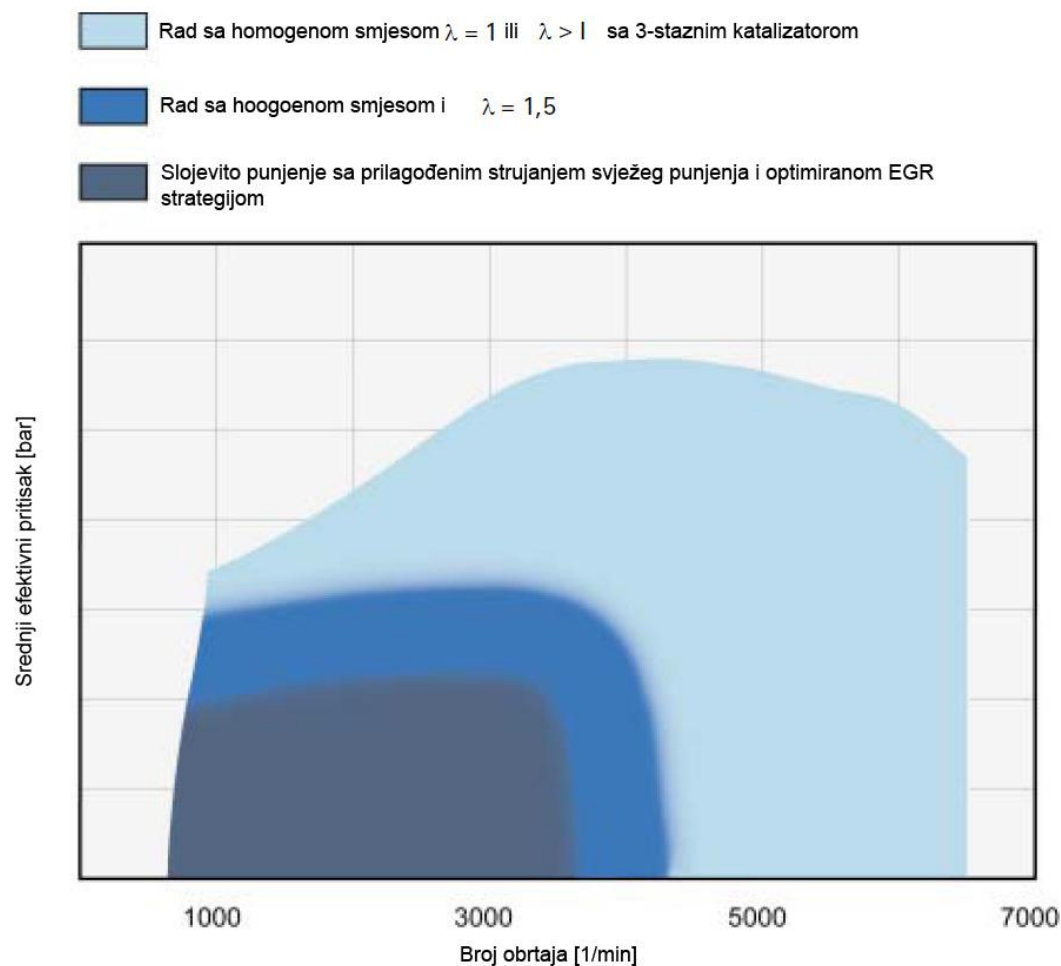 Rad sa homogenom smjesom λ = 1 ili λ > l sa 3-staznim katalizatorom
Rad sa hoogoenom smjesom i λ = 1,5
Slojevito punjenje sa prilagođenim strujanjem svježeg punjenja i optimiranom EGR
strategijom
Srednji efektivni pritisak [bar]
1000 3000 5000 7000
Broj obrtaja [1/min]